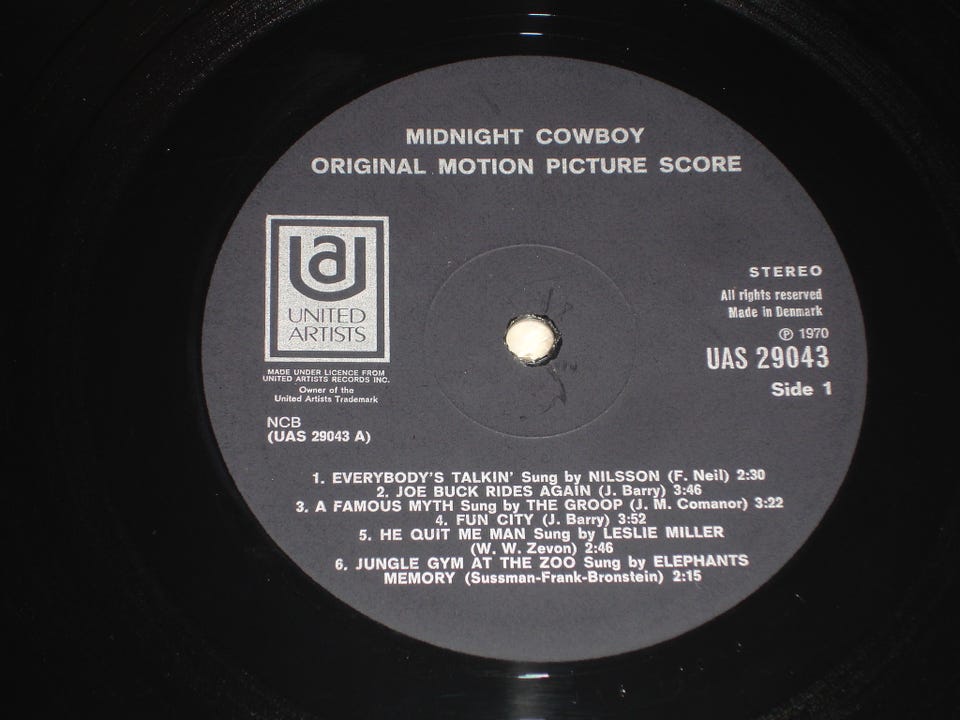 MIDNIGHT COWBOY
ORIGINAL MOTION PICTURE SCORE
ua
UNITED
ARTISTS
MADE UNDER LICENCE FROM
UNITED ARTISTS RECORDS INC.
Owner of the
United Artists Trademark
NCB
(UAS 29043 A)
STEREO
All rights reserved
Made in Denmark
℗ 1970
UAS 29043
Side 1
1. EVERYBODY'S TALKIN' Sung by NILSSON (F. Neil) 2:30
2. JOE BUCK RIDES AGAIN (J. Barry) 3:46
3. A FAMOUS MYTH Sung by THE GROOP (J. M. Comanor) 3:22
4. FUN CITY (J. Barry) 3:52
5. HE QUIT ME MAN Sung by LESLIE MILLER
(W. W. Zevon) 2:46
6. JUNGLE GYM AT THE ZOO Sung by ELEPHANTS
MEMORY (Sussman-Frank-Bronstein) 2:15